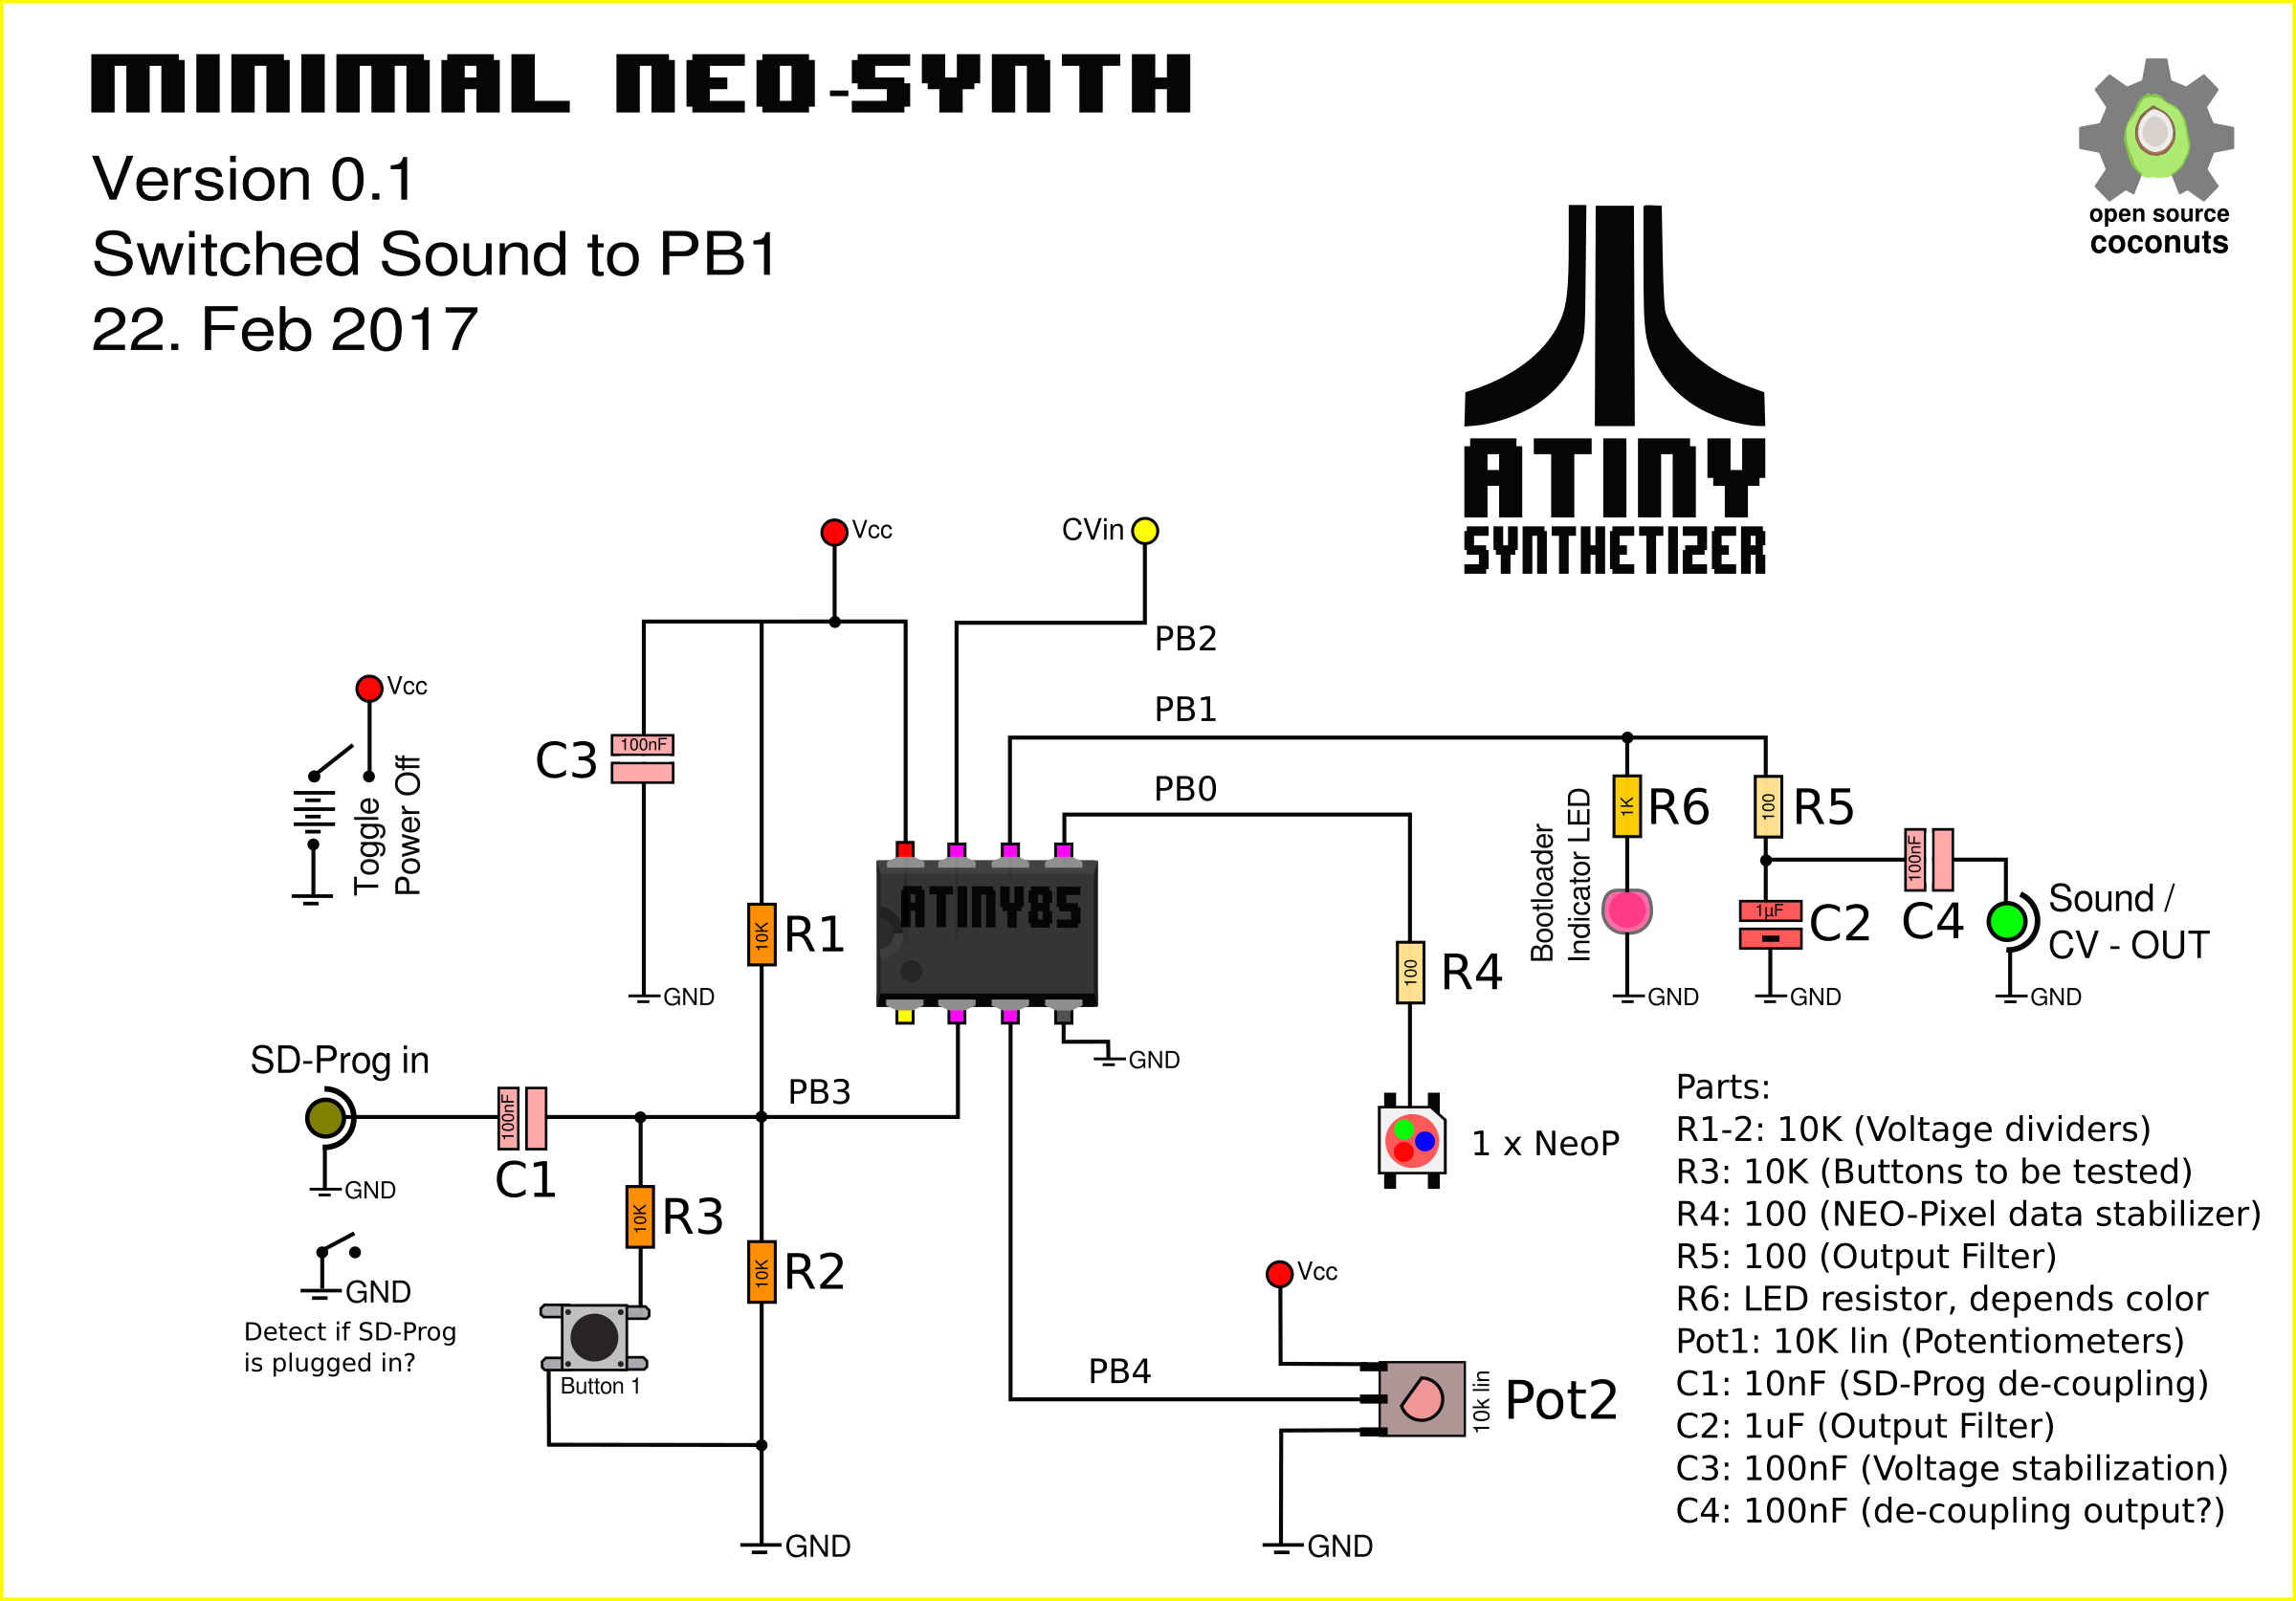 MINIMAL NEO-SYNTH
Version 0.1
Switched Sound to PB1
22. Feb 2017
open source
coconuts
ATINY
SYNTHETIZER
Vcc
CVin
PB2
Vcc
PB1
C3
100nF
PB0
Toggle
Power Off
Bootloader
Indicator LED
1K
R6
100
R5
100nF
C4
1µF
C2
Sound /
CV - OUT
ATINY85
10K
R1
100
R4
GND
GND
GND
GND
GND
SD-Prog in
PB3
100nF
C1
GND
10K
R3
10K
R2
GND
Detect if SD-Prog
is plugged in?
Button 1
GND
1 x NeoP
Vcc
PB4
10k lin
Pot2
GND
Parts:
R1-2: 10K (Voltage dividers)
R3: 10K (Buttons to be tested)
R4: 100 (NEO-Pixel data stabilizer)
R5: 100 (Output Filter)
R6: LED resistor, depends color
Pot1: 10K lin (Potentiometers)
C1: 10nF (SD-Prog de-coupling)
C2: 1uF (Output Filter)
C3: 100nF (Voltage stabilization)
C4: 100nF (de-coupling output?)